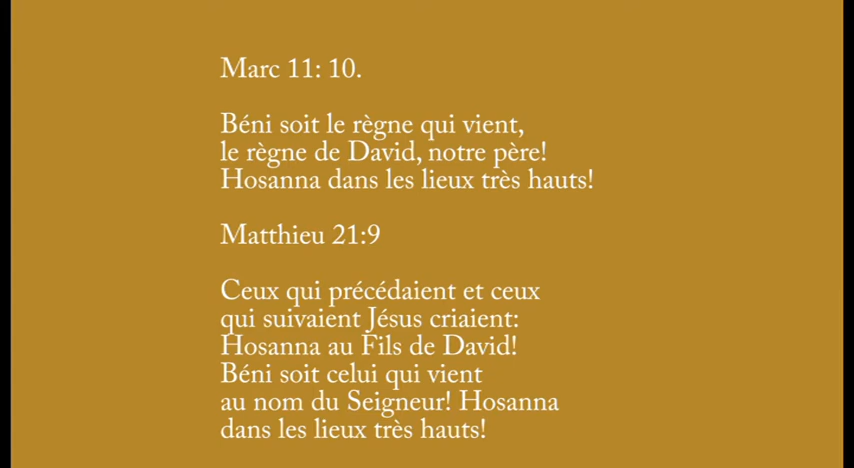 Marc 11: 10.
Béni soit le règne qui vient,
le règne de David, notre père!
Hosanna dans les lieux très hauts!
Matthieu 21:9
Ceux qui précédaient et ceux
qui suivaient Jésus criaient:
Hosanna au Fils de David!
Béni soit celui qui vient
au nom du Seigneur! Hosanna
dans les lieux très hauts!